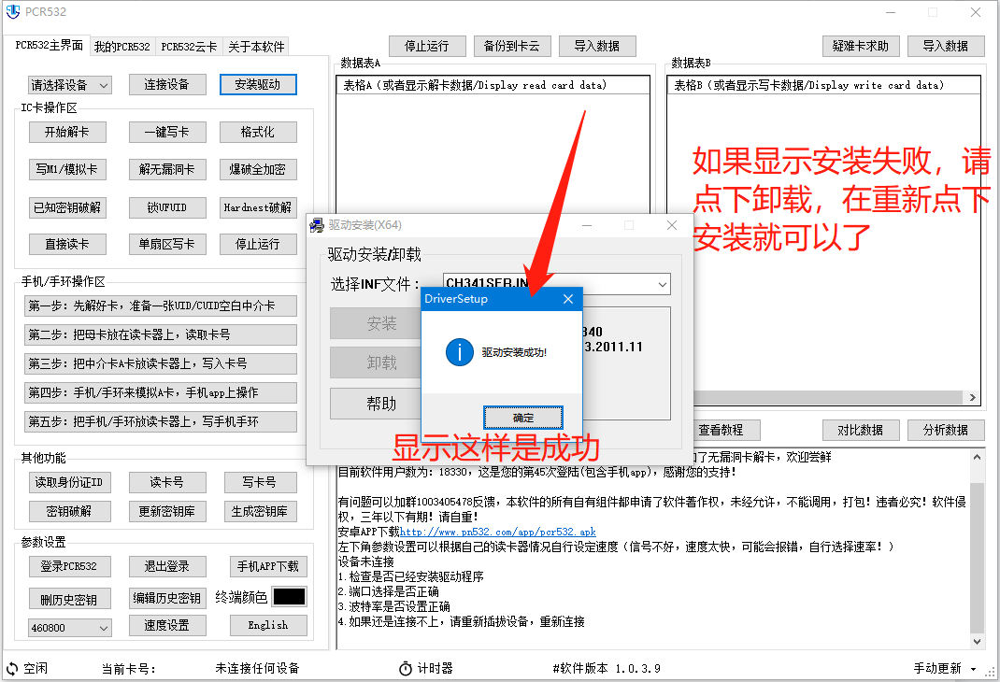 PCR532
PCR532主界面 我的PCR532 PCR532云卡 关于本软件
停止运行 备份到卡云 导入数据 疑难卡求助 导入数据
请选择设备 连接设备 安装驱动
IC卡操作区
开始解卡 一键写卡 格式化
写M1/模拟卡 解无漏洞卡 爆破全加密
已知密钥破解 锁UFUID Hardnest破解
直接读卡 单扇区写卡 停止运行
手机/手环操作区
第一步：先解好卡，准备一张UID/CUID空白中介卡
第二步：把母卡放在读卡器上，读取卡号
第三步：把中介卡A卡放读卡器上，写入卡号
第四步：手机/手环来模拟A卡，手机app上操作
第五步：把手机/手环放读卡器上，写手机手环
其他功能
读取身份证ID 读卡号 写卡号
密钥破解 更新密钥库 生成密钥库
参数设置
登录PCR532 退出登录 手机APP下载
删历史密钥 编辑历史密钥 终端颜色
460800 速度设置 English
数据表A
表格A（或者显示解卡数据/Display read card data)
数据表B
表格B（或者显示写卡数据/Display write card data)
如果显示安装失败，请
点下卸载，在重新点下
安装就可以了
驱动安装(X64)
驱动安装/卸载
选择INF文件： CH341SER.IN
安装
卸载
帮助
340
3.2011.11
DriverSetup
驱动安装成功!
确定
显示这样是成功
查看教程 对比数据 分析数据
了无漏洞卡解卡，欢迎尝鲜
目前软件用户数为：18330，这是您的第45次登陆(包含手机app)，感谢您的支持！
有问题可以加群1003405478反馈，本软件的所有自有组件都申请了软件著作权，未经允许，不能调用，打包！违者必究！软件侵
权，三年以下有期！请自重！
安卓APP下载http://www.pn532.com/app/pcr532.apk
左下角参数设置可以根据自己的读卡器情况自行设定速度（信号不好，速度太快，可能会报错，自行选择速率！）
设备未连接
1.检查是否已经安装驱动程序
2.端口选择是否正确
3.波特率是否设置正确
4.如果还是连接不上，请重新插拔设备，重新连接
空闲 当前卡号： 未连接任何设备 计时器 #软件版本 1.0.3.9 手动更新